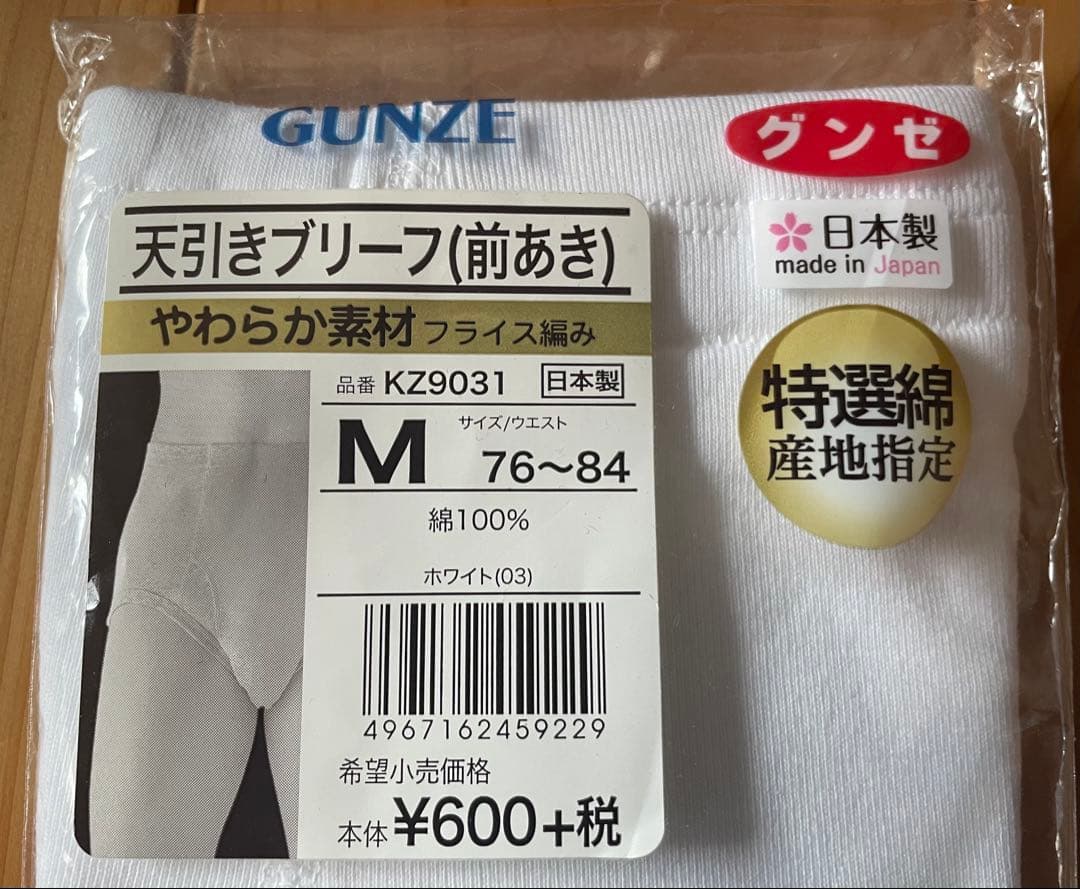 GUNZE
グンゼ
日本製
made in Japan
特選綿
産地指定
天引きブリーフ(前あき)
やわらか素材 フライス編み
品番 KZ9031 日本製
サイズ/ウエスト
M 76〜84
綿100%
ホワイト(03)
4967162459229
希望小売価格
本体 ¥600+税